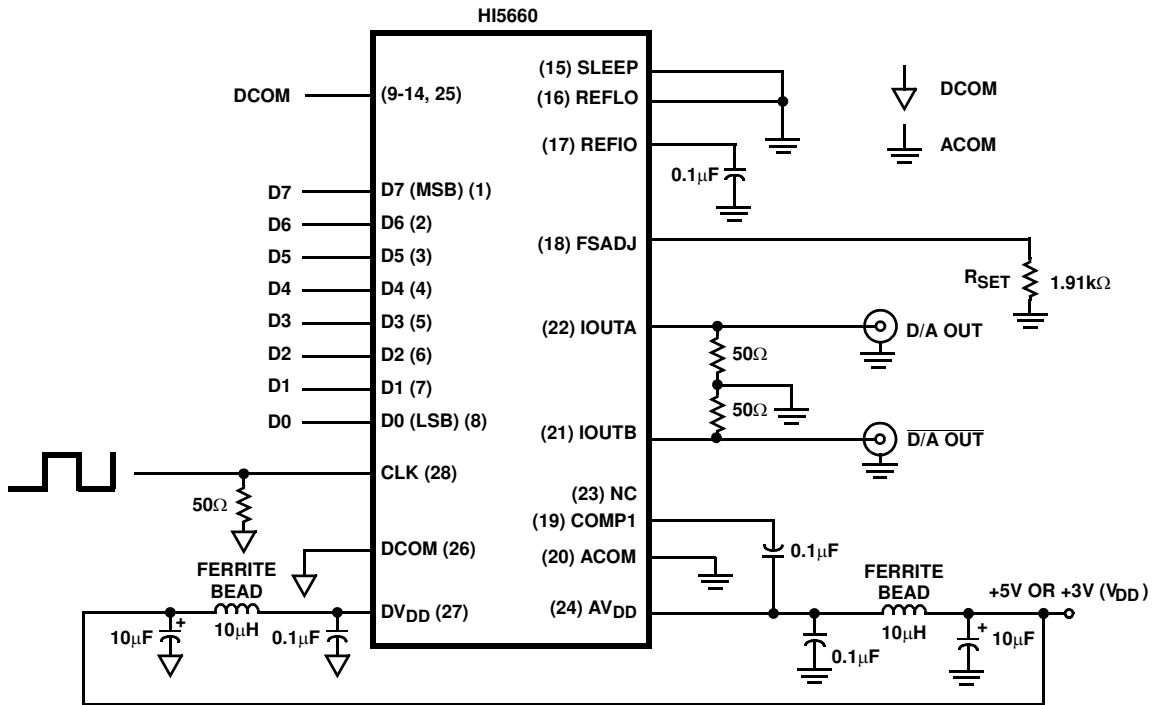 HI5660
DCOM
(9-14, 25)
D7
D7 (MSB) (1)
D6
D6 (2)
D5
D5 (3)
D4
D4 (4)
D3
D3 (5)
D2
D2 (6)
D1
D1 (7)
D0
D0 (LSB) (8)
CLK (28)
50Ω
DCOM (26)
FERRITE
BEAD
10μH
DVDD (27)
10μF
+
0.1μF
(15) SLEEP
(16) REFLO
(17) REFIO
0.1μF
(18) FSADJ
RSET
1.91kΩ
(22) IOUTA
D/A OUT
50Ω
50Ω
(21) IOUTB
D/A OUT
(23) NC
(19) COMP1
0.1μF
(20) ACOM
(24) AVDD
FERRITE
BEAD
10μH
+5V OR +3V (VDD)
0.1μF
+
10μF
DCOM
ACOM